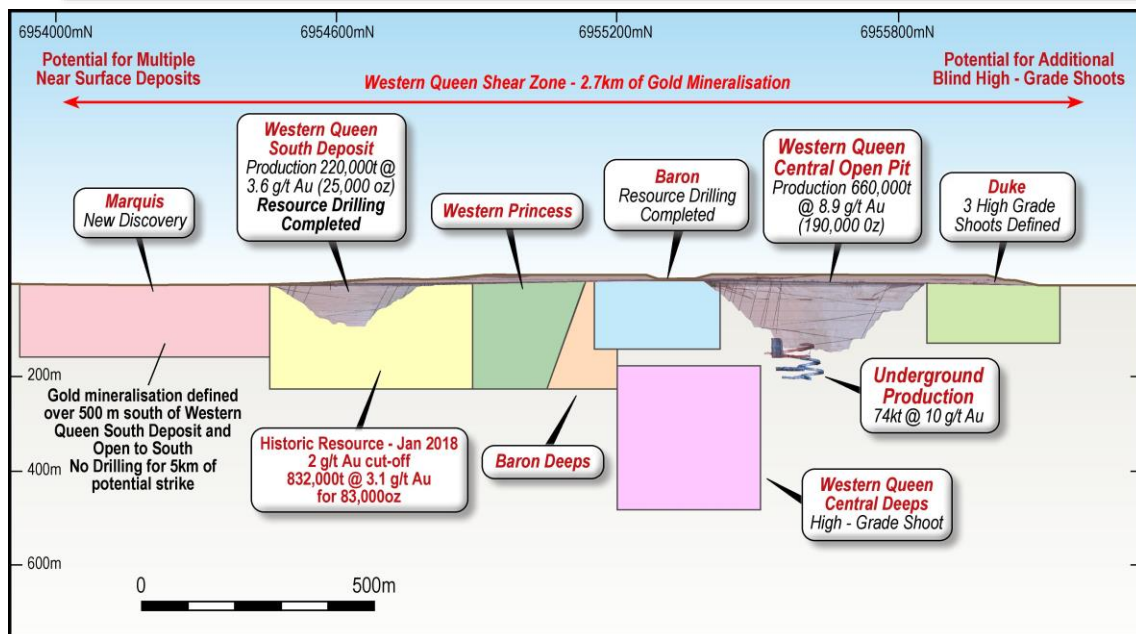 6954000mN
6954600mN
6955200mN
6955800mN
Potential for Multiple
Near Surface Deposits
Western Queen Shear Zone - 2.7km of Gold Mineralisation
Potential for Additional
Blind High - Grade Shoots
Marquis
New Discovery
Western Queen
South Deposit
Production 220,000t @
3.6 g/t Au (25,000 oz)
Resource Drilling
Completed
Western Princess
Baron
Resource Drilling
Completed
Western Queen
Central Open Pit
Production 660,000t
@ 8.9 g/t Au
(190,000 0z)
Duke
3 High Grade
Shoots Defined
200m
400m
600m
Gold mineralisation defined
over 500 m south of Western
Queen South Deposit and
Open to South
No Drilling for 5km of
potential strike
Historic Resource - Jan 2018
2 g/t Au cut-off
832,000t @ 3.1 g/t Au
for 83,000oz
Baron Deeps
Underground
Production
74kt @ 10 g/t Au
Western Queen
Central Deeps
High - Grade Shoot
0
500m